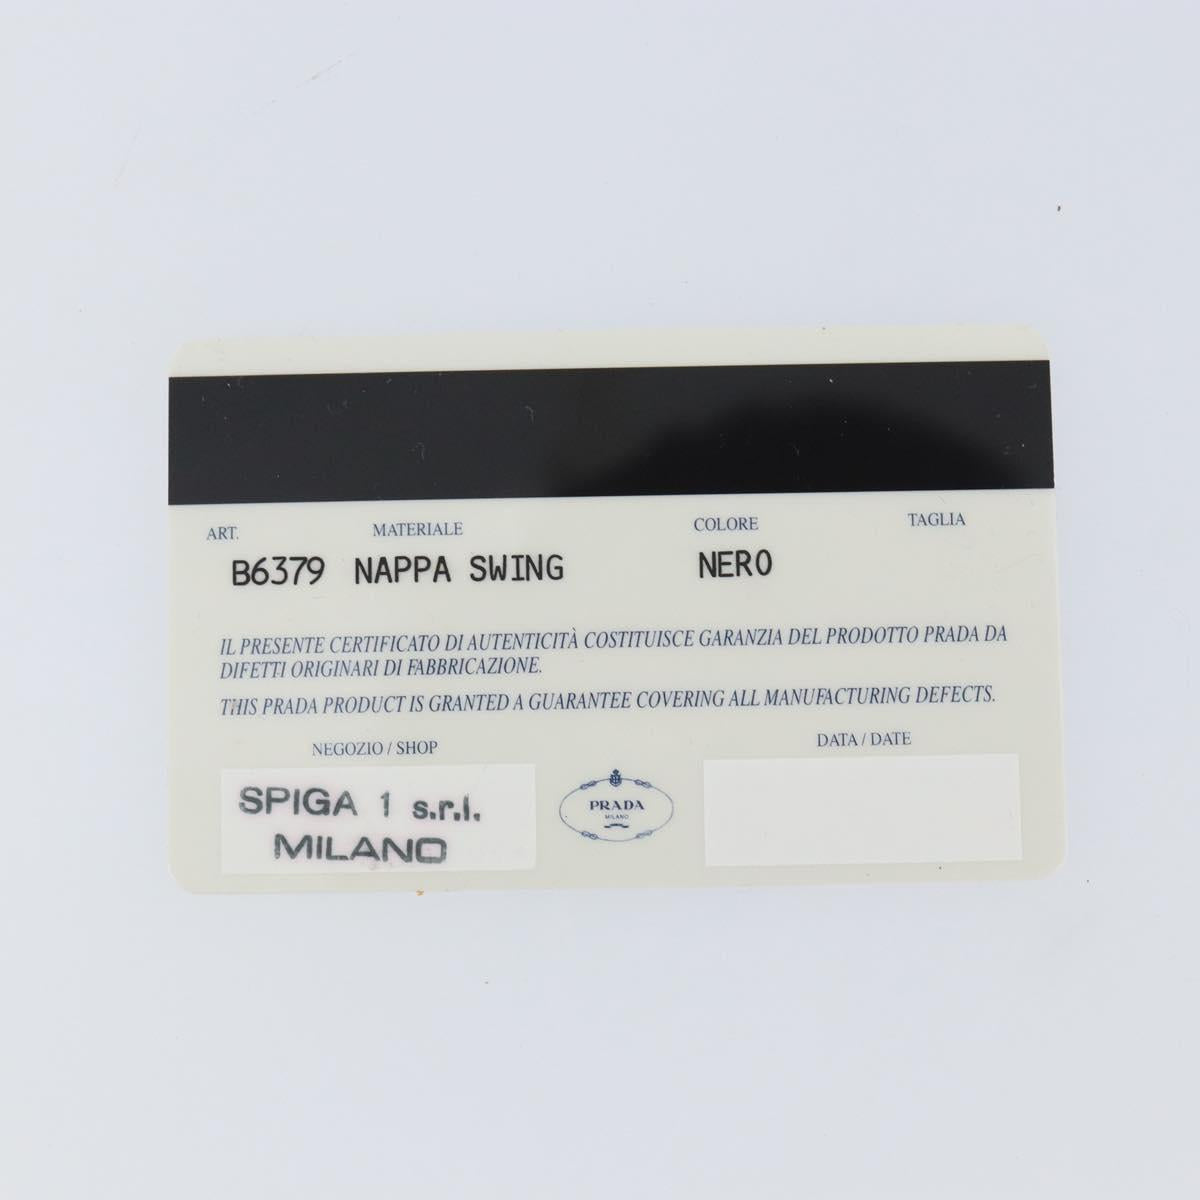 ART. MATERIALE COLORE TAGLIA
B6379 NAPPA SWING NERO
IL PRESENTE CERTIFICATO DI AUTENTICITÀ COSTITUISCE GARANZIA DEL PRODOTTO PRADA DA
DIFETTI ORIGINARI DI FABBRICAZIONE.
THIS PRADA PRODUCT IS GRANTED A GUARANTEE COVERING ALL MANUFACTURING DEFECTS.
NEGOZIO / SHOP
DATA / DATE
SPIGA 1 s.r.l.
MILANO
PRADA
MILANO